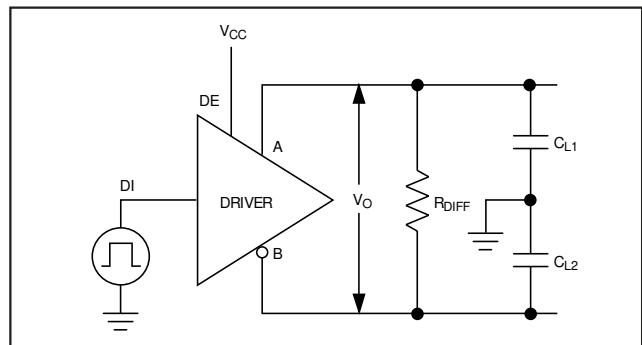 VCC
DE
A
DI
DRIVER
VO
RDIFF
CL1
B
CL2